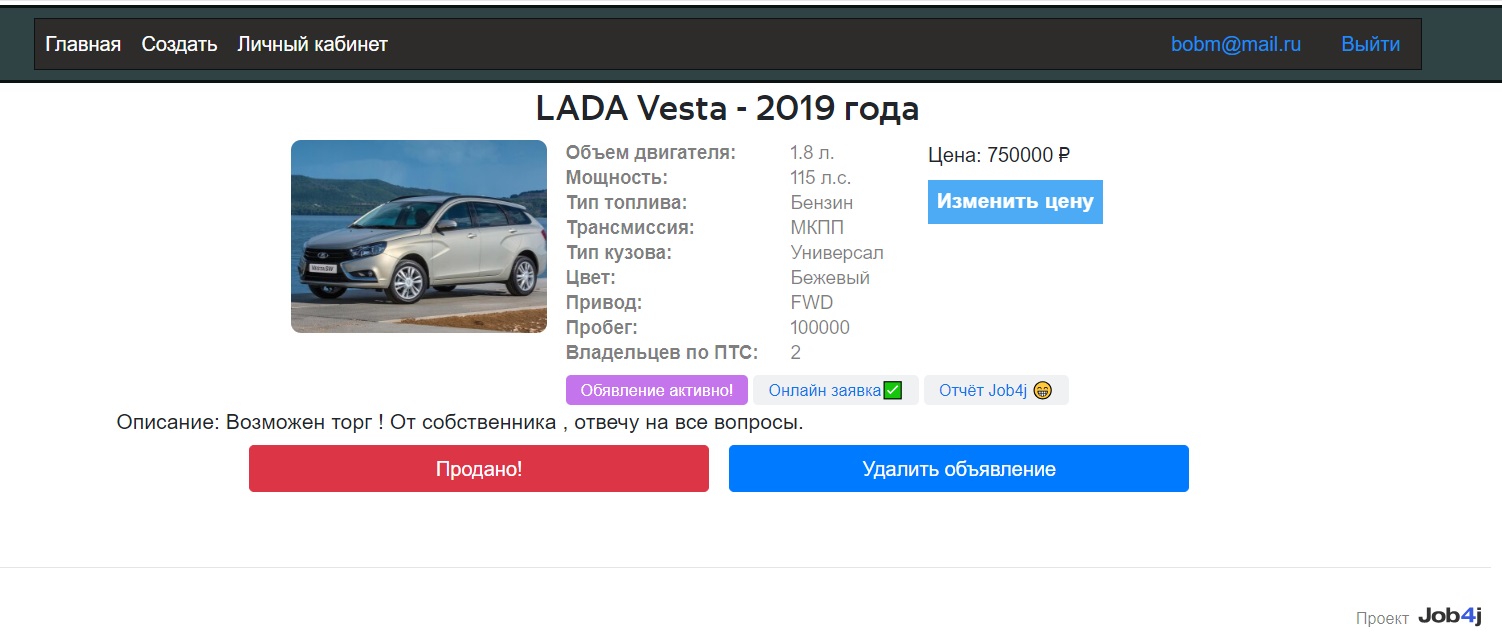 Главная Создать Личный кабинет bobm@mail.ru Выйти
LADA Vesta - 2019 года
Объем двигателя: 1.8 л. Цена: 750000 ₽
Мощность: 115 л.с.
Тип топлива: Бензин Изменить цену
Трансмиссия: МКПП
Тип кузова: Универсал
Цвет: Бежевый
Привод: FWD
Пробег: 100000
Владельцев по ПТС: 2
Vesta SW
Обявление активно! Онлайн заявка✅ Отчёт Job4j 😁
Описание: Возможен торг ! От собственника , отвечу на все вопросы.
Продано! Удалить объявление
Проект Job4j